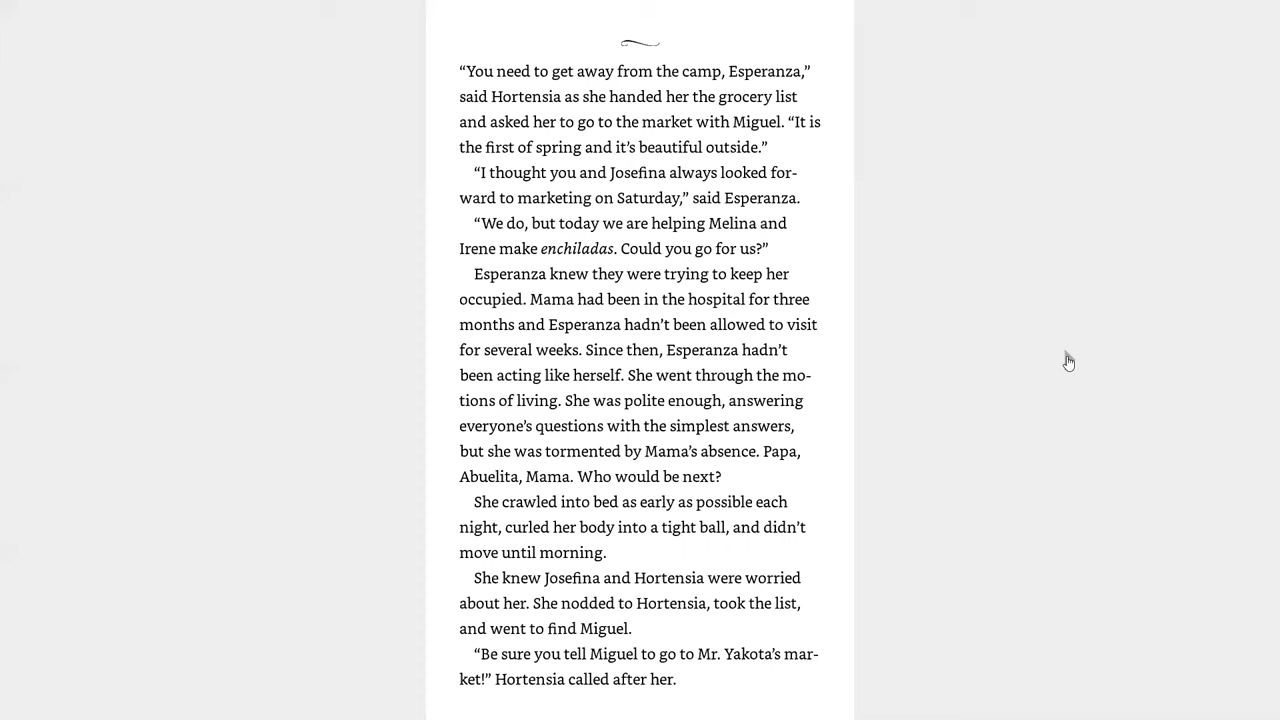 “You need to get away from the camp, Esperanza,”
said Hortensia as she handed her the grocery list
and asked her to go to the market with Miguel. “It is
the first of spring and it’s beautiful outside.”
“I thought you and Josefina always looked for-
ward to marketing on Saturday,” said Esperanza.
“We do, but today we are helping Melina and
Irene make enchiladas. Could you go for us?”
Esperanza knew they were trying to keep her
occupied. Mama had been in the hospital for three
months and Esperanza hadn’t been allowed to visit
for several weeks. Since then, Esperanza hadn’t
been acting like herself. She went through the mo-
tions of living. She was polite enough, answering
everyone’s questions with the simplest answers,
but she was tormented by Mama’s absence. Papa,
Abuelita, Mama. Who would be next?
She crawled into bed as early as possible each
night, curled her body into a tight ball, and didn’t
move until morning.
She knew Josefina and Hortensia were worried
about her. She nodded to Hortensia, took the list,
and went to find Miguel.
“Be sure you tell Miguel to go to Mr. Yakota’s mar-
ket!” Hortensia called after her.